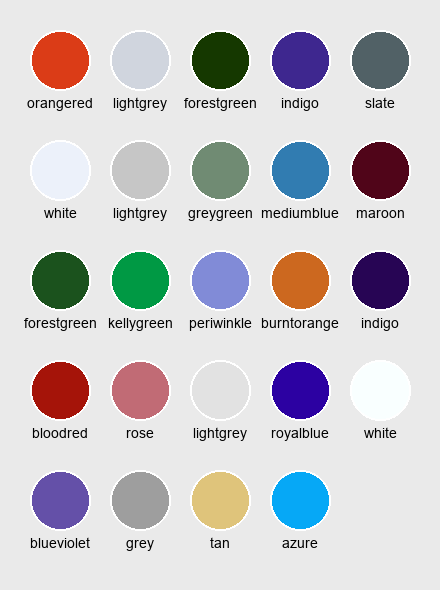 orangered lightgrey forestgreen indigo slate
white lightgrey greygreen mediumblue maroon
forestgreen kellygreen periwinkle burntorange indigo
bloodred rose lightgrey royalblue white
blueviolet grey tan azure